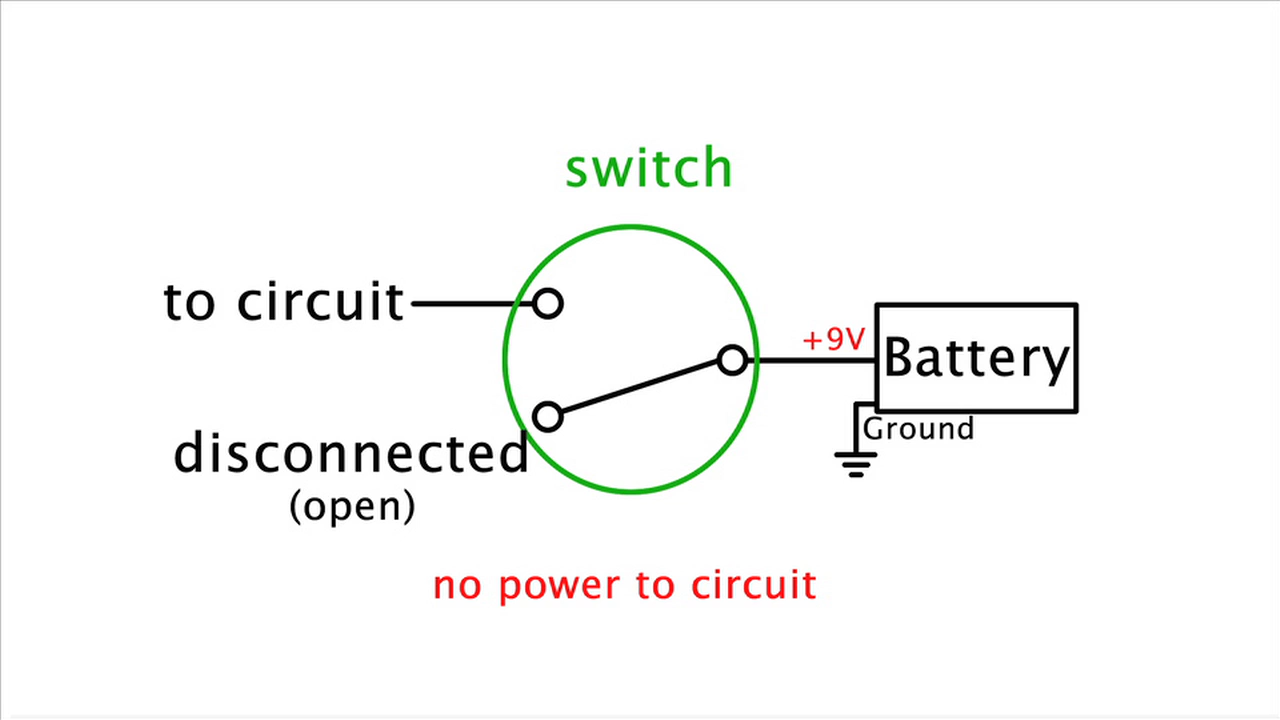 switch
to circuit
+9V
Battery
Ground
disconnected
(open)
no power to circuit